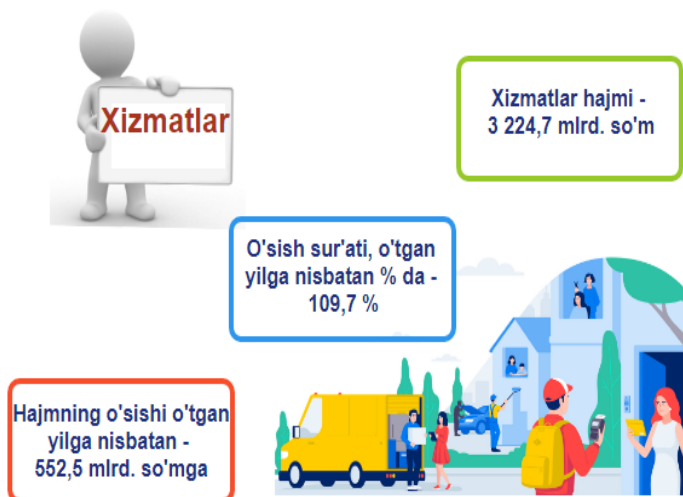 Xizmatlar
Xizmatlar hajmi -
3 224,7 mlrd. so'm
O'sish sur'ati, o'tgan
yilga nisbatan % da -
109,7 %
Hajmning o'sishi o'tgan
yilga nisbatan -
552,5 mlrd. so'mga